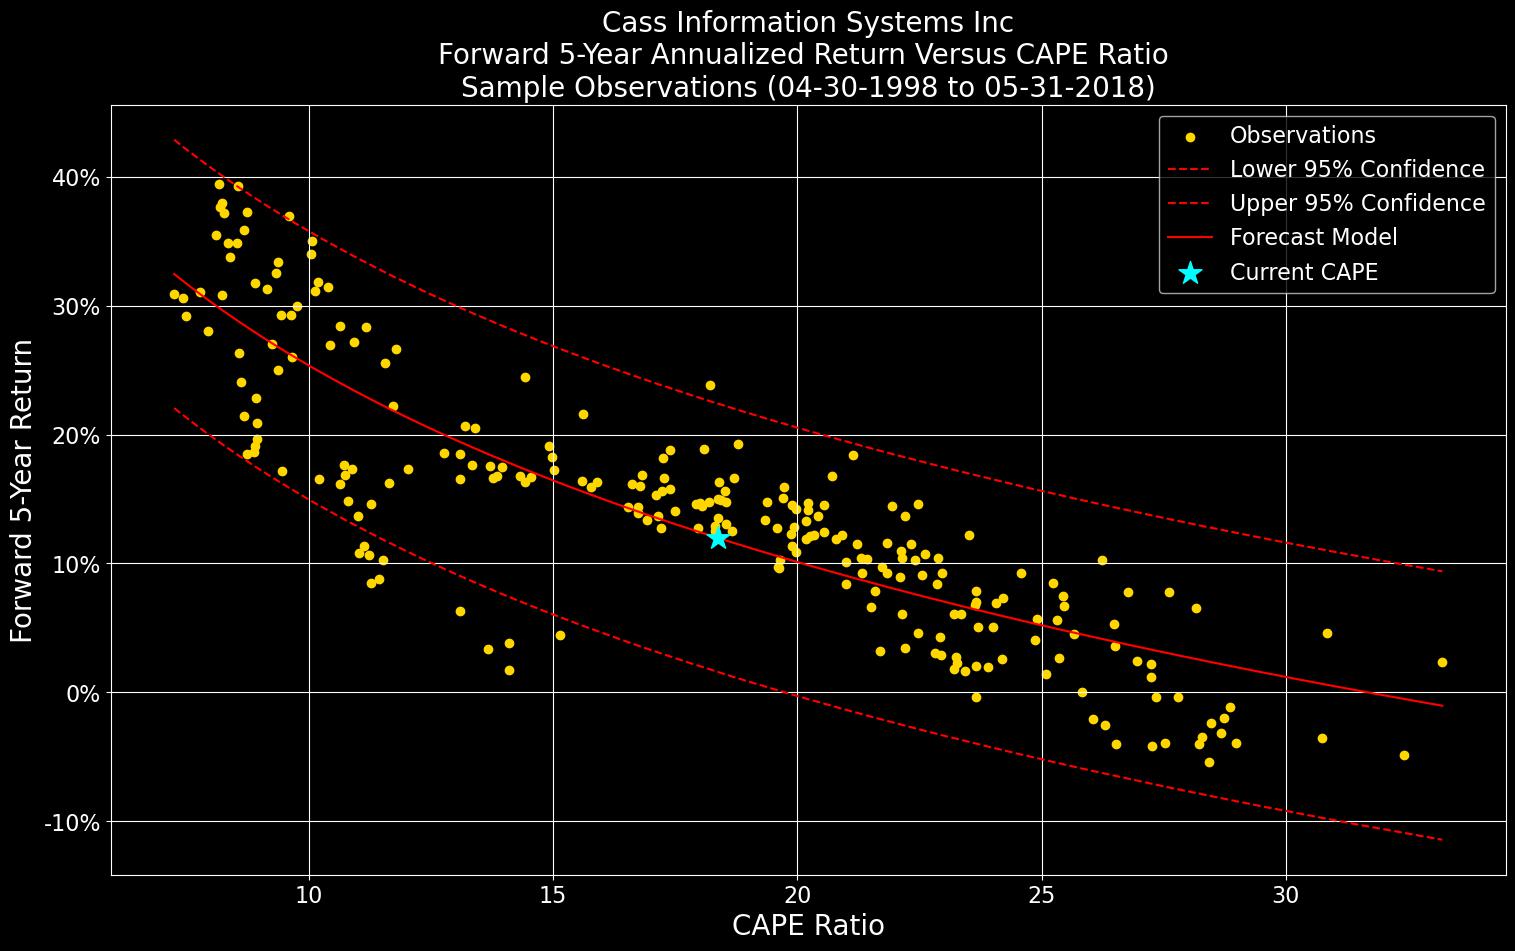 Cass Information Systems Inc
Forward 5-Year Annualized Return Versus CAPE Ratio
Sample Observations (04-30-1998 to 05-31-2018)
Observations
Lower 95% Confidence
Upper 95% Confidence
Forecast Model
Current CAPE
Forward 5-Year Return
40%
30%
20%
10%
0%
-10%
10
15
20
25
30
CAPE Ratio